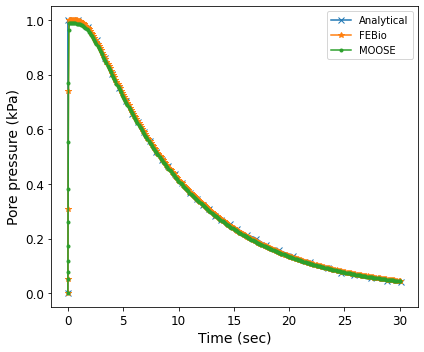 Analytical
FEBio
MOOSE
Pore pressure (kPa)
1.0
0.8
0.6
0.4
0.2
0.0
0 5 10 15 20 25 30
Time (sec)